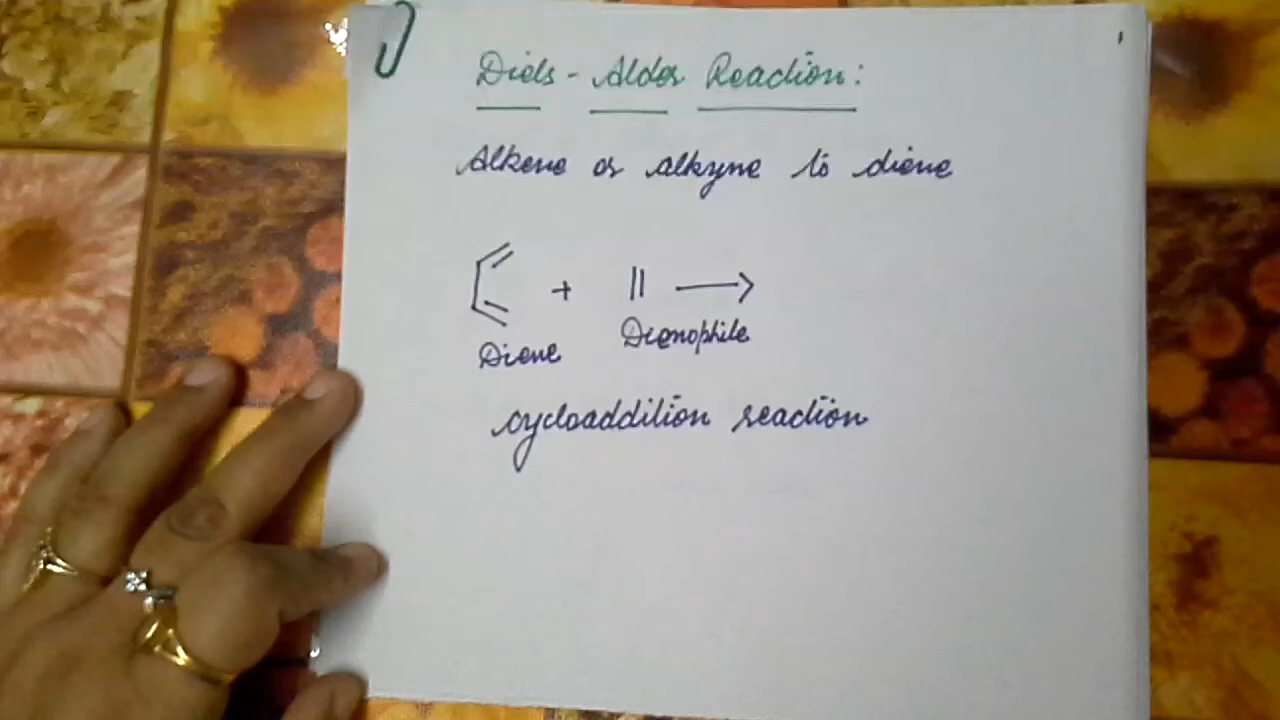 Diels - Alder Reaction:
Alkene or alkyne to diene
+
Diene
Dienophile
cycloaddition reaction